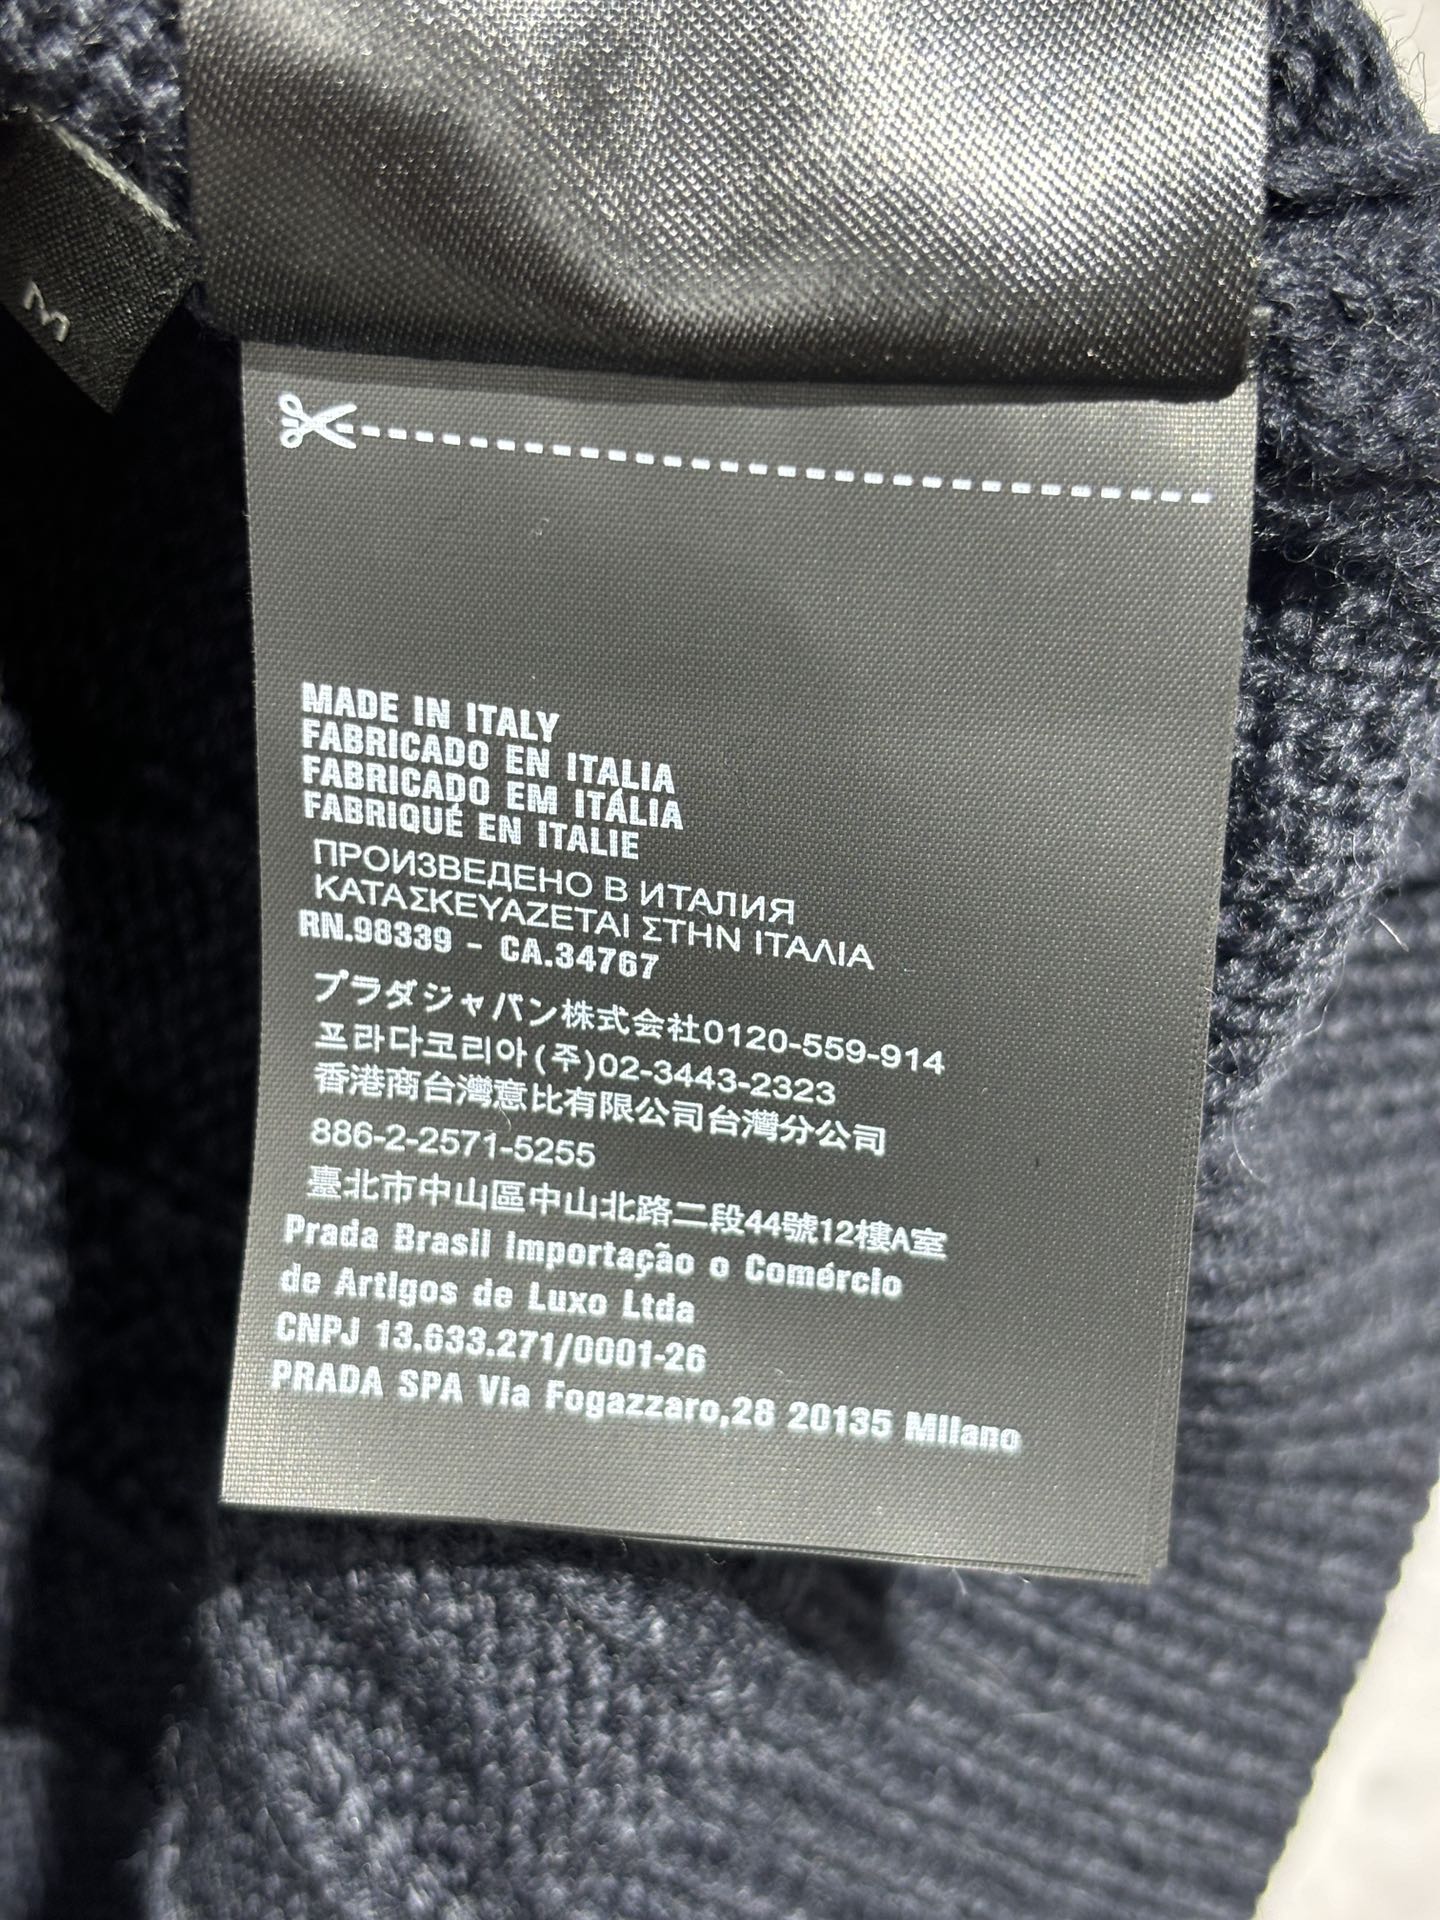 M
MADE IN ITALY
FABRICADO EN ITALIA
FABRICADO EM ITÁLIA
FABRIQUÉ EN ITALIE
ПРОИЗВЕДЕНО В ИТАЛИЯ
ΚΑΤΑΣΚΕΥΑΖΕΤΑΙ ΣΤΗΝ ΙΤΑΛΙΑ
RN.98339 - CA.34767
プラダジャパン株式会社0120-559-914
프라다코리아(주)02-3443-2323
香港商台灣意比有限公司台灣分公司
886-2-2571-5255
臺北市中山區中山北路二段44號12樓A室
Prada Brasil Importação o Comércio
de Artigos de Luxo Ltda
CNPJ 13.633.271/0001-26
PRADA SPA Via Fogazzaro,28 20135 Milano